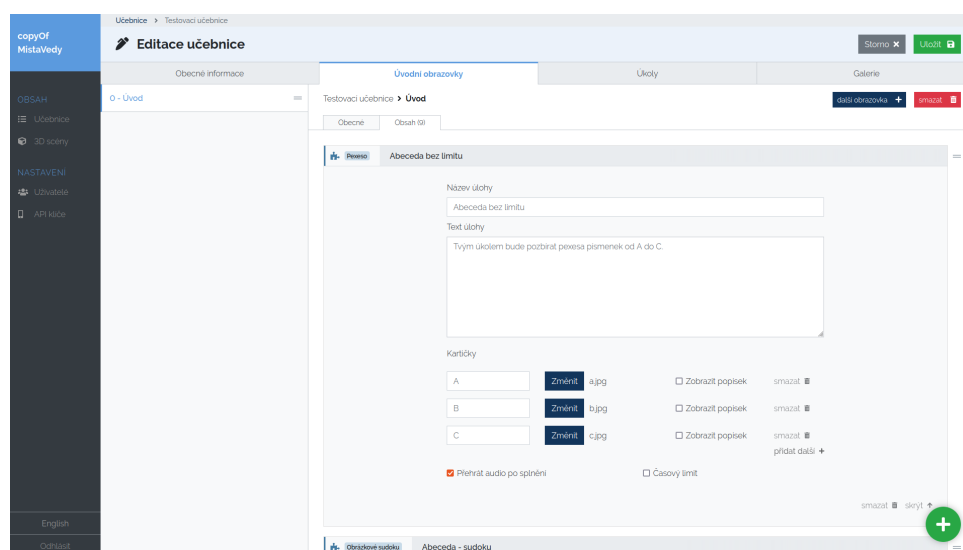 Učebnice > Testovací učebnice
copyOf
MistaVedy
Editace učebnice
Storno
Uložit
Obecné informace
Úvodní obrazovky
Úkoly
Galerie
OBSAH
Učebnice
3D scény
NASTAVENÍ
Uživatelé
API klíče
English
Odhlásit
0 - Úvod
Testovací učebnice > Úvod
další obrazovka +
smazat
Obecné
Obsah (9)
Pexeso Abeceda bez limitu
Název úlohy
Abeceda bez limitu
Text úlohy
Tvým úkolem bude pozbírat pexesa písmenek od A do C.
Kartičky
A Změnit a.jpg Zobrazit popisek smazat
B Změnit b.jpg Zobrazit popisek smazat
C Změnit c.jpg Zobrazit popisek smazat
přidat další +
Přehrát audio po splnění
Časový limit
smazat skrýt ↑
+
Obrázkové sudoku Abeceda - sudoku